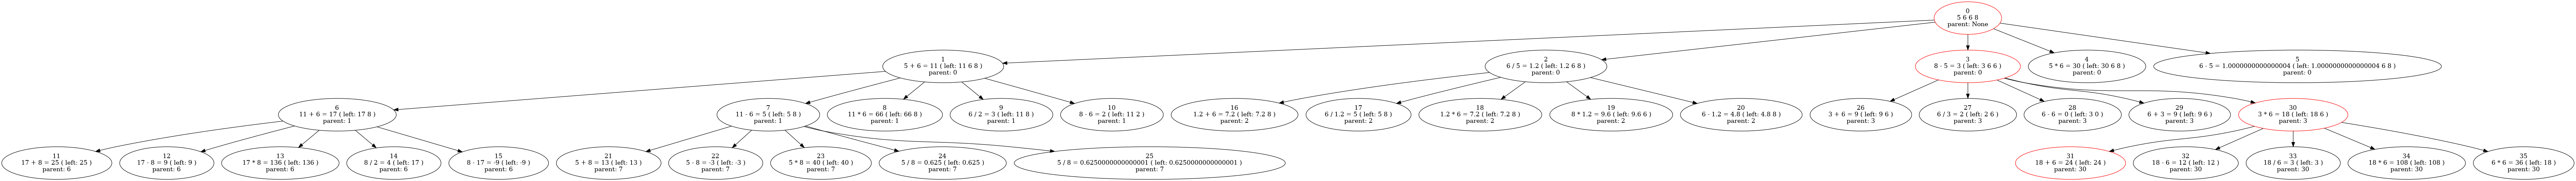 0
5 6 6 8
parent: None
1
5 + 6 = 11 ( left: 11 6 8 )
parent: 0
2
6 / 5 = 1.2 ( left: 1.2 6 8 )
parent: 0
3
8 - 5 = 3 ( left: 3 6 6 )
parent: 0
4
5 * 6 = 30 ( left: 30 6 8 )
parent: 0
5
6 - 5 = 1.0000000000000004 ( left: 1.0000000000000004 6 8 )
parent: 0
6
11 + 6 = 17 ( left: 17 8 )
parent: 1
7
11 - 6 = 5 ( left: 5 8 )
parent: 1
8
11 * 6 = 66 ( left: 66 8 )
parent: 1
9
6 / 2 = 3 ( left: 11 8 )
parent: 1
10
8 - 6 = 2 ( left: 11 2 )
parent: 1
16
1.2 + 6 = 7.2 ( left: 7.2 8 )
parent: 2
17
6 / 1.2 = 5 ( left: 5 8 )
parent: 2
18
1.2 * 6 = 7.2 ( left: 7.2 8 )
parent: 2
19
8 * 1.2 = 9.6 ( left: 9.6 6 )
parent: 2
20
6 - 1.2 = 4.8 ( left: 4.8 8 )
parent: 2
26
3 + 6 = 9 ( left: 9 6 )
parent: 3
27
6 / 3 = 2 ( left: 2 6 )
parent: 3
28
6 - 6 = 0 ( left: 3 0 )
parent: 3
29
6 + 3 = 9 ( left: 9 6 )
parent: 3
30
3 * 6 = 18 ( left: 18 6 )
parent: 3
11
17 + 8 = 25 ( left: 25 )
parent: 6
12
17 - 8 = 9 ( left: 9 )
parent: 6
13
17 * 8 = 136 ( left: 136 )
parent: 6
14
8 / 2 = 4 ( left: 17 )
parent: 6
15
8 - 17 = -9 ( left: -9 )
parent: 6
21
5 + 8 = 13 ( left: 13 )
parent: 7
22
5 - 8 = -3 ( left: -3 )
parent: 7
23
5 * 8 = 40 ( left: 40 )
parent: 7
24
5 / 8 = 0.625 ( left: 0.625 )
parent: 7
25
5 / 8 = 0.6250000000000001 ( left: 0.6250000000000001 )
parent: 7
31
18 + 6 = 24 ( left: 24 )
parent: 30
32
18 - 6 = 12 ( left: 12 )
parent: 30
33
18 / 6 = 3 ( left: 3 )
parent: 30
34
18 * 6 = 108 ( left: 108 )
parent: 30
35
6 * 6 = 36 ( left: 18 )
parent: 30